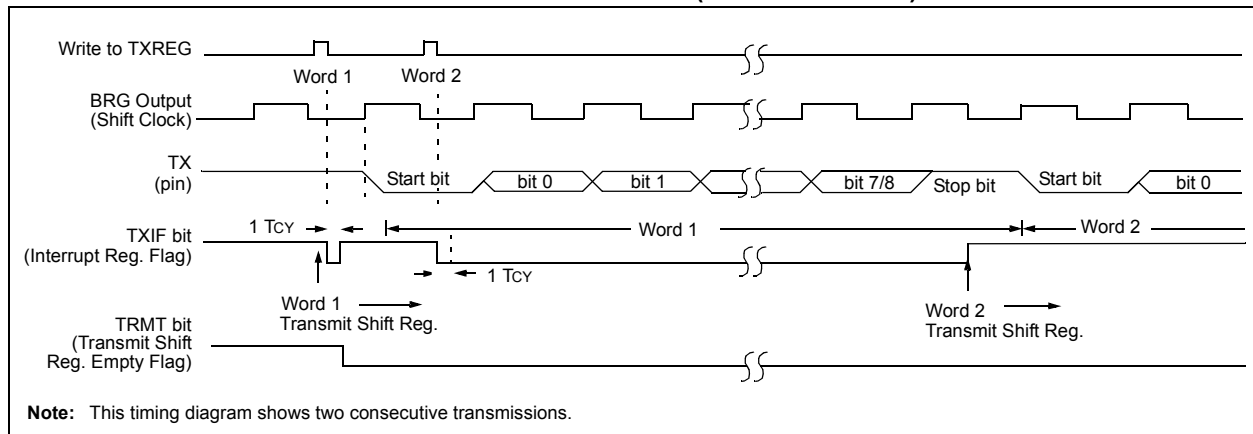 Write to TXREG
Word 1
Word 2
BRG Output
(Shift Clock)
TX
(pin)
Start bit
bit 0
bit 1
bit 7/8
Stop bit
Start bit
bit 0
TXIF bit
(Interrupt Reg. Flag)
1 TCY
Word 1
Word 2
1 TCY
Word 1
Transmit Shift Reg.
Word 2
Transmit Shift Reg.
TRMT bit
(Transmit Shift
Reg. Empty Flag)
Note: This timing diagram shows two consecutive transmissions.